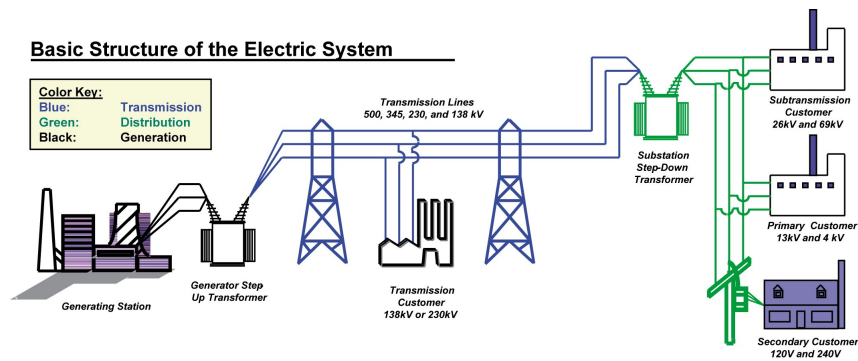 Basic Structure of the Electric System
Color Key:
Blue: Transmission
Green: Distribution
Black: Generation
Transmission Lines
500, 345, 230, and 138 kV
Subtransmission
Customer
26kV and 69kV
Substation
Step-Down
Transformer
Primary Customer
13kV and 4 kV
Generating Station
Generator Step
Up Transformer
Transmission
Customer
138kV or 230kV
Secondary Customer
120V and 240V